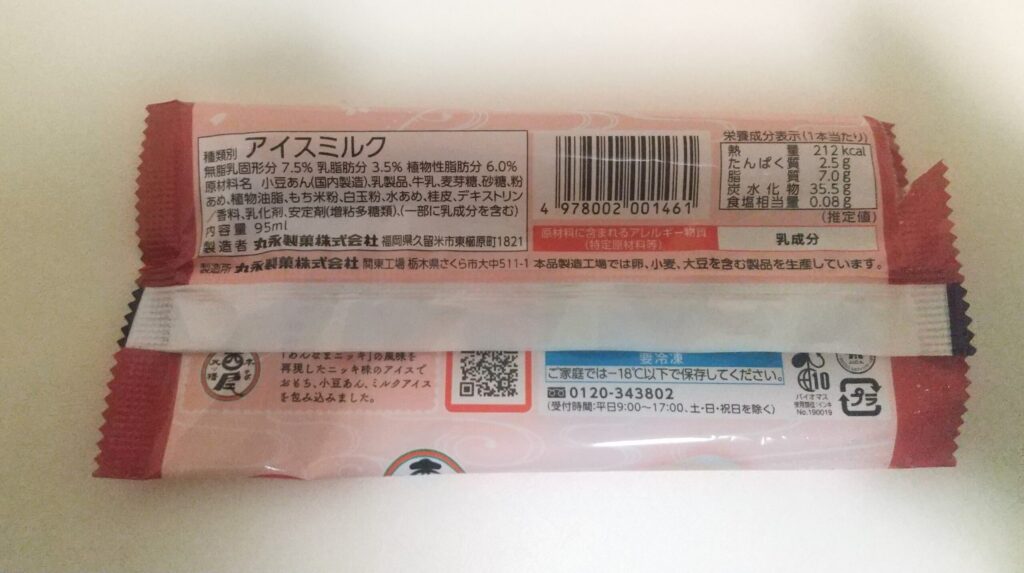 種類別 アイスミルク
無脂乳固形分 7.5% 乳脂肪分 3.5% 植物性脂肪分 6.0%
原材料名 小豆あん(国内製造)、乳製品、牛乳、麦芽糖、砂糖、粉
あめ、植物油脂、もち米粉、白玉粉、水あめ、桂皮、デキストリン
/香料、乳化剤、安定剤(増粘多糖類)、(一部に乳成分を含む)
内容量 95ml
製造者 丸永製菓株式会社 福岡県久留米市東櫛原町1821
4 978002 001461
原材料に含まれるアレルギー物質
(特定原材料等)
乳成分
栄養成分表示(1本当たり)
熱量 212kcal
たんぱく質 2.5g
脂質 7.0g
炭水化物 35.5g
食塩相当量 0.08g
(推定値)
製造所 丸永製菓株式会社 関東工場 栃木県さくら市大中511-1 本品製造工場では卵、小麦、大豆を含む製品を生産しています。
西尾
「あんなまニッキ」の風味を
再現したニッキ味のアイスで
おもち、小豆あん、ミルクアイス
を包み込みました。
要冷凍
ご家庭では-18℃以下で保存してください。
0120-343802
(受付時間:平日9:00~17:00、土・日・祝日を除く)
10
バイオマス
No.190019
プラ